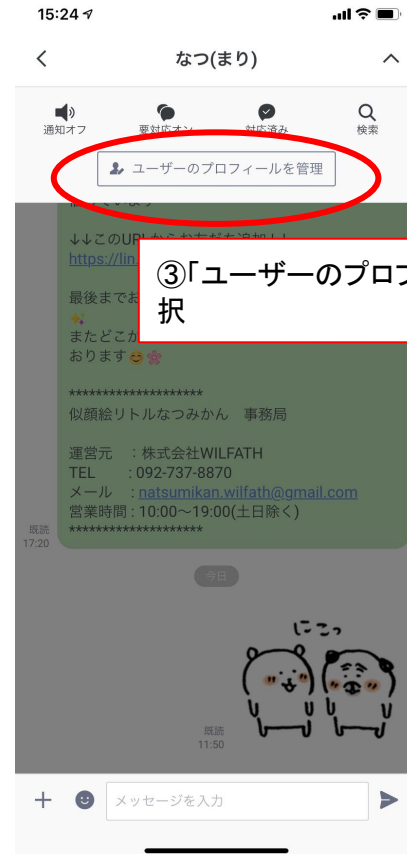 15:24
なつ(まり)
通知オフ 要対応オン 対応済み 検索
ユーザーのプロフィールを管理
↓↓このURLからお友だち追加！！
https://lin.
③「ユーザーのプロフ
択
最後までお
またどこか
おります😊🌸
********************
似顔絵リトルなつみかん　事務局
運営元　：株式会社WILFATH
TEL　：092-737-8870
メール　：natsumikan.wilfath@gmail.com
営業時間：10:00～19:00(土日除く)
********************
既読
17:20
今日
にこっ
既読
11:50
メッセージを入力